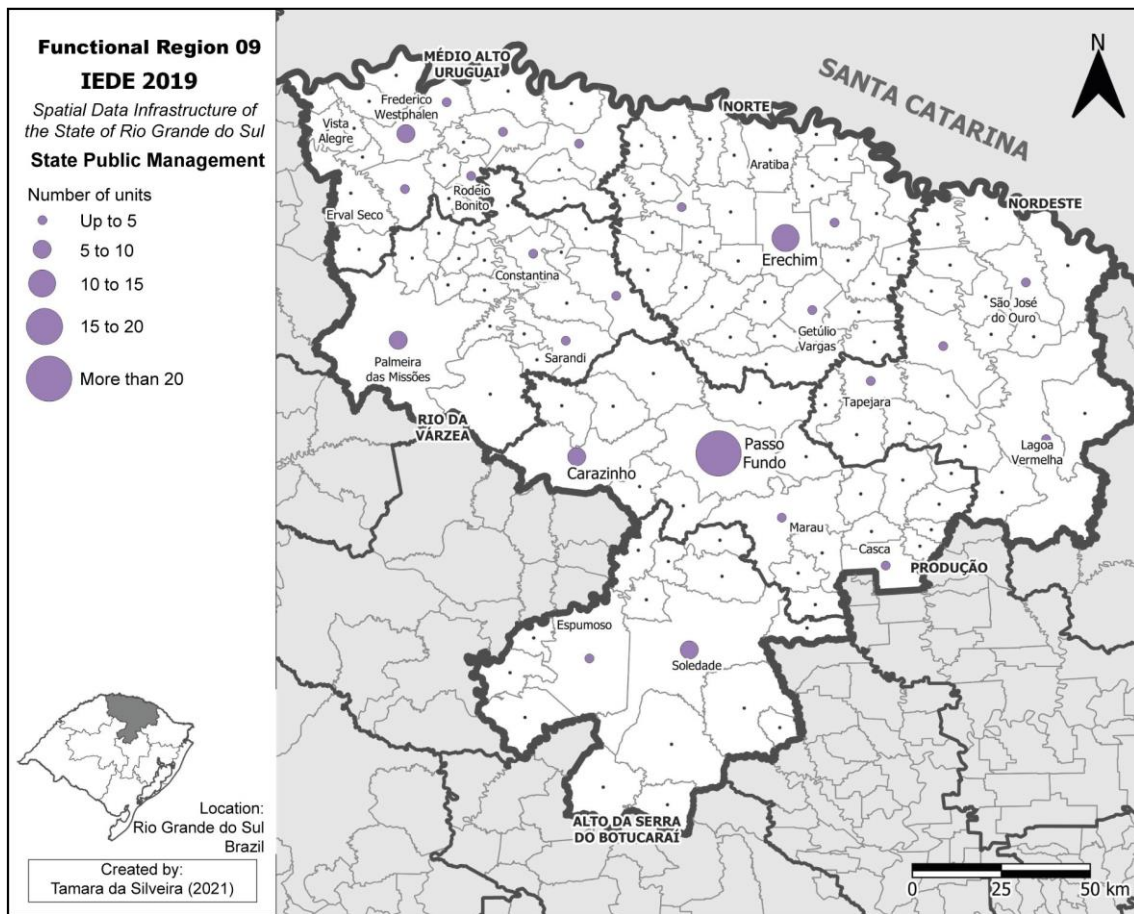 Functional Region 09
IEDE 2019
Spatial Data Infrastructure of
the State of Rio Grande do Sul
State Public Management
Number of units
Up to 5
5 to 10
10 to 15
15 to 20
More than 20
Location:
Rio Grande do Sul
Brazil
Created by:
Tamara da Silveira (2021)
MÉDIO ALTO
URUGUAI
SANTA CATARINA
N
NORTE
NORDESTE
Frederico
Westphalen
Vista
Alegre
Rodeio
Bonito
Erval Seco
Aratiba
Erechim
Constantina
São José
do Ouro
Getúlio
Vargas
Palmeira
das Missões
Sarandi
Tapejara
RIO DA
VÁRZEA
Passo
Fundo
Carazinho
Lagoa
Vermelha
Marau
Casca
PRODUÇÃO
Espumoso
Soledade
ALTO DA SERRA
DO BOTUCARAÍ
0 25 50 km